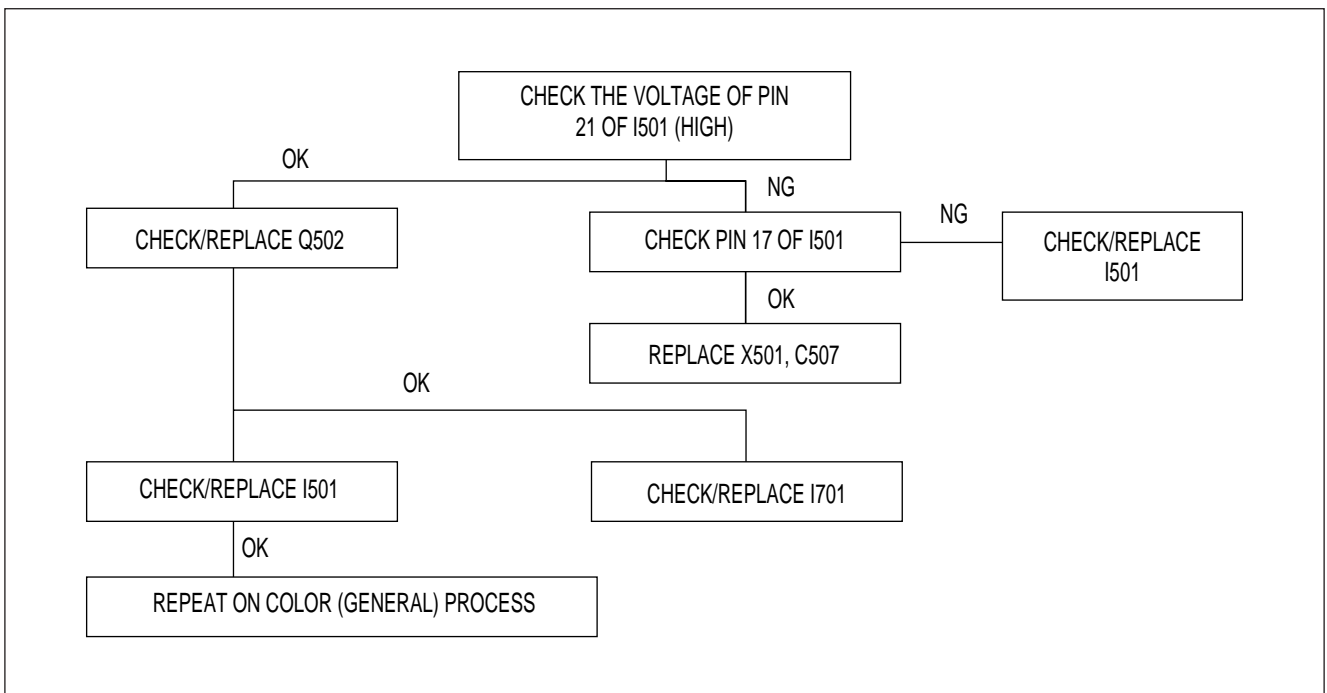 CHECK THE VOLTAGE OF PIN
21 OF I501 (HIGH)
OK
NG
CHECK/REPLACE Q502
CHECK PIN 17 OF I501
NG
CHECK/REPLACE
I501
OK
REPLACE X501, C507
OK
CHECK/REPLACE I501
CHECK/REPLACE I701
OK
REPEAT ON COLOR (GENERAL) PROCESS